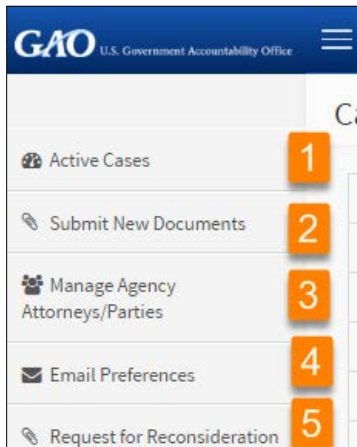 GAO U.S. Government Accountability Office
Ca
Active Cases 1
Submit New Documents 2
Manage Agency
Attorneys/Parties 3
Email Preferences 4
Request for Reconsideration 5